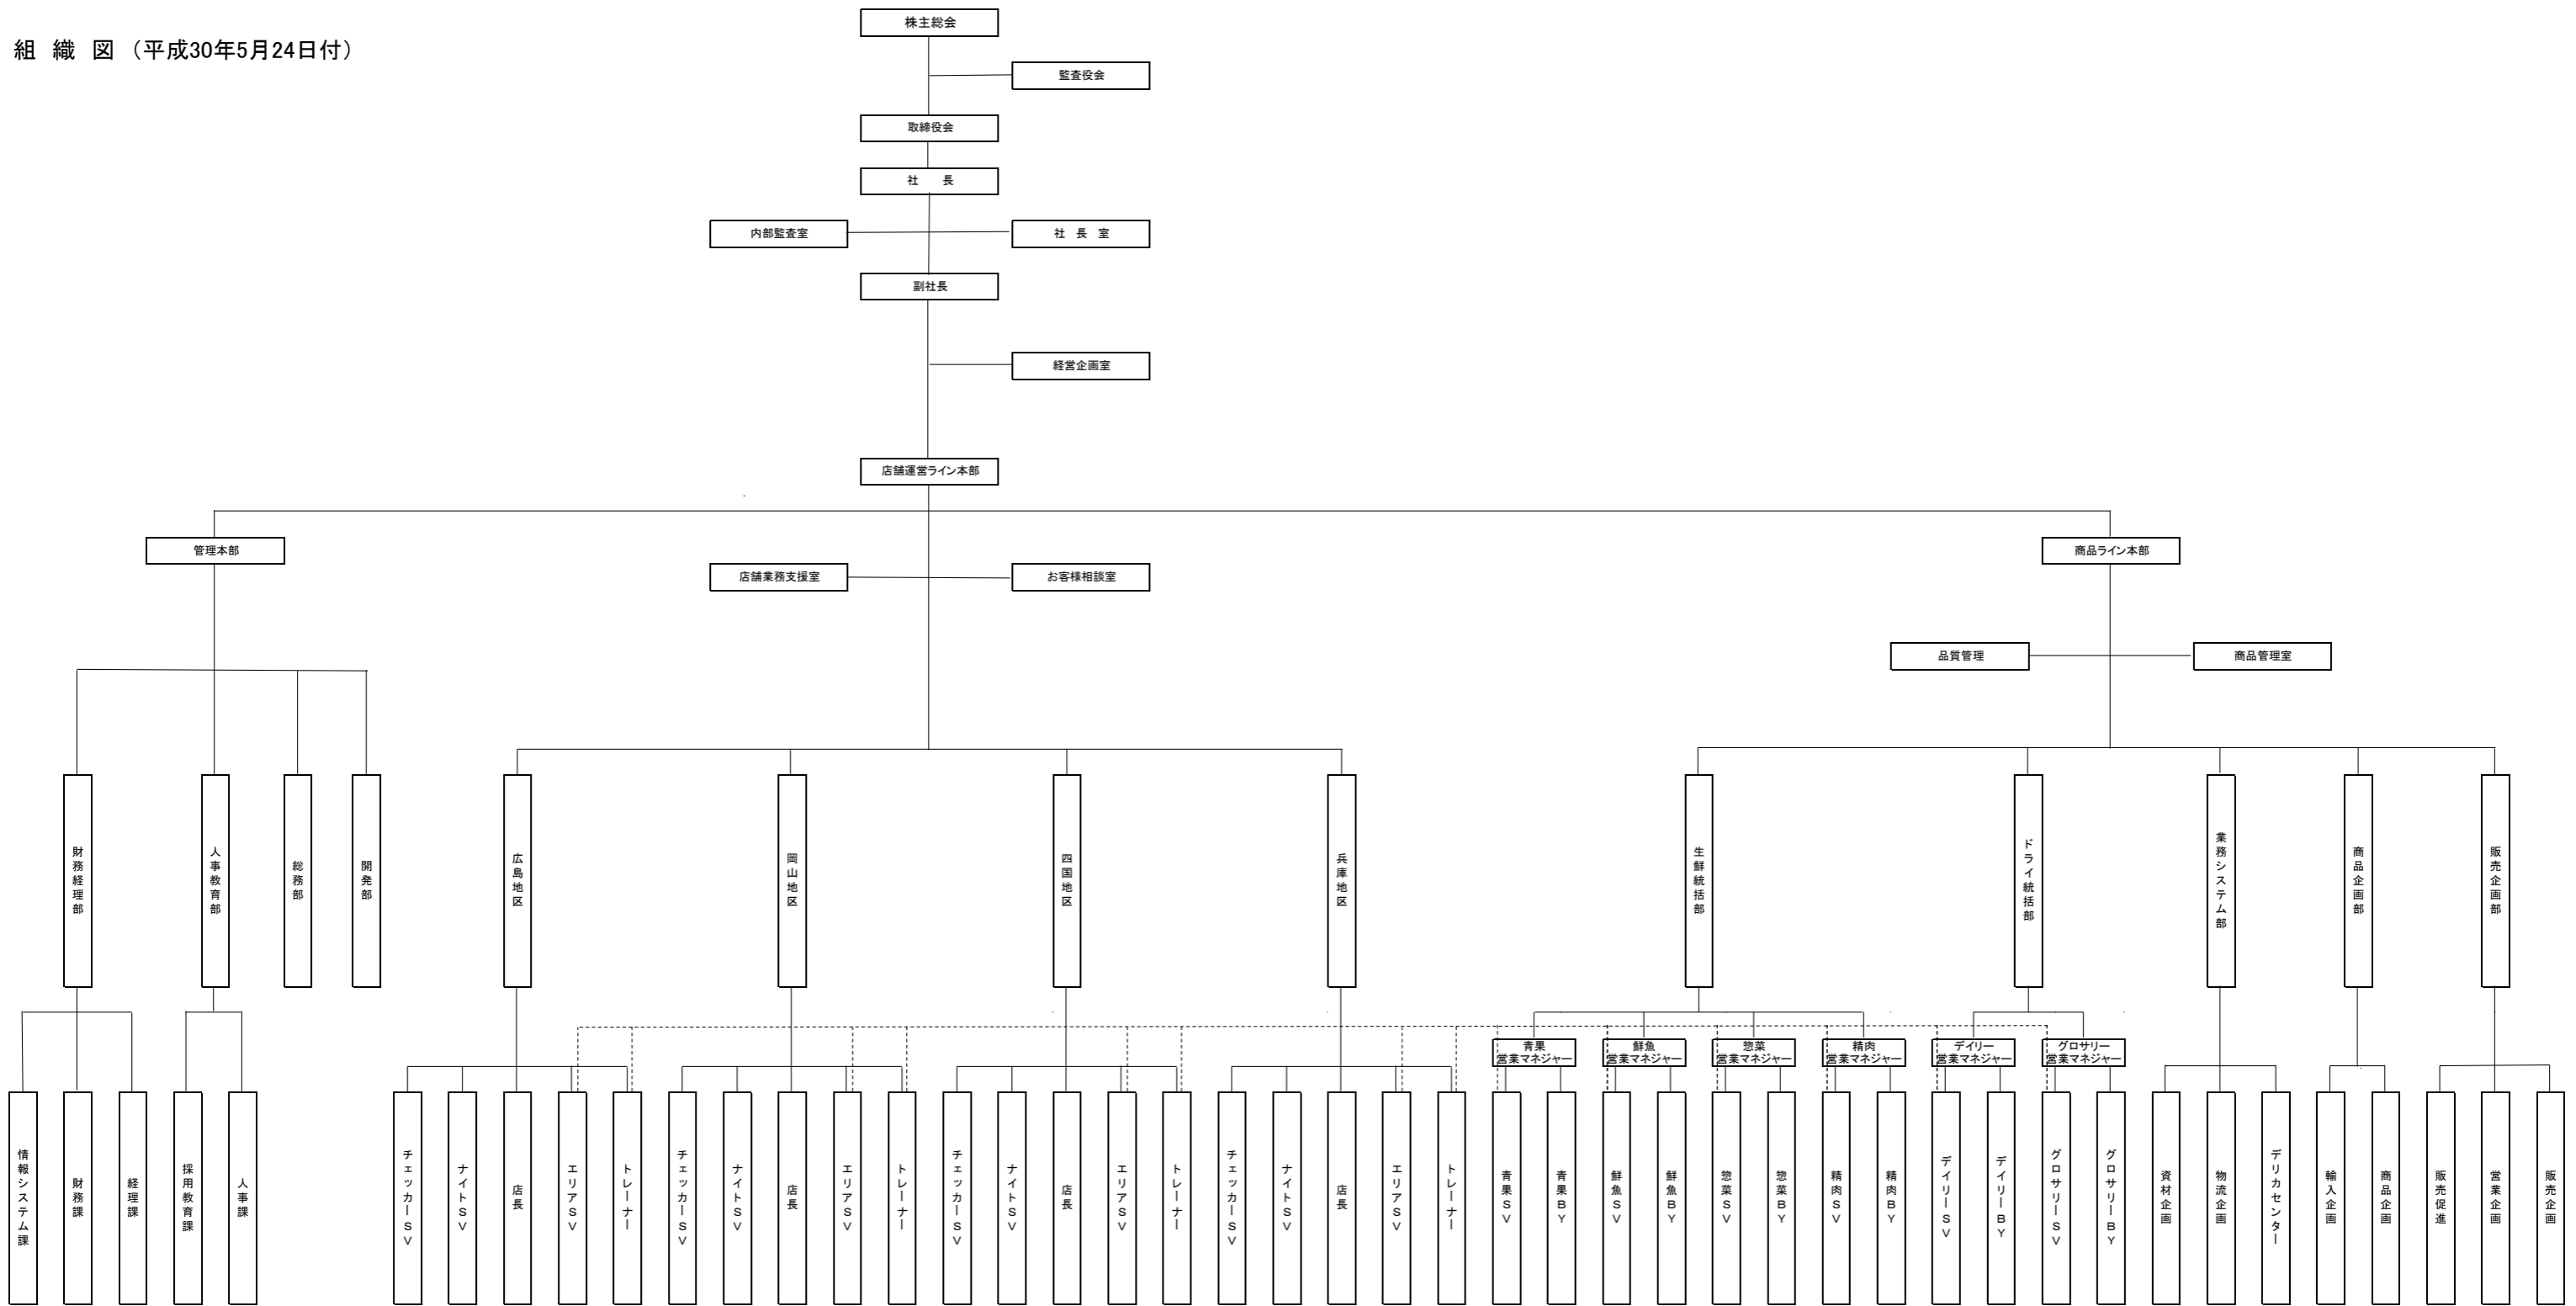 組　織　図（平成30年5月24日付）
株主総会
監査役会
取締役会
社　　長
内部監査室
社　長　室
副社長
経営企画室
店舗運営ライン本部
管理本部
商品ライン本部
店舗業務支援室
お客様相談室
品質管理
商品管理室
財務経理部
人事教育部
総務部
開発部
広島地区
岡山地区
四国地区
兵庫地区
生鮮統括部
ドライ統括部
業務システム部
商品企画部
販売企画部
青果
営業マネジャー
鮮魚
営業マネジャー
惣菜
営業マネジャー
精肉
営業マネジャー
デイリー
営業マネジャー
グロサリー
営業マネジャー
情報システム課
財務課
経理課
採用教育課
人事課
チェッカーＳＶ
ナイトＳＶ
店長
エリアＳＶ
トレーナー
チェッカーＳＶ
ナイトＳＶ
店長
エリアＳＶ
トレーナー
チェッカーＳＶ
ナイトＳＶ
店長
エリアＳＶ
トレーナー
チェッカーＳＶ
ナイトＳＶ
店長
エリアＳＶ
トレーナー
青果ＳＶ
青果ＢＹ
鮮魚ＳＶ
鮮魚ＢＹ
惣菜ＳＶ
惣菜ＢＹ
精肉ＳＶ
精肉ＢＹ
デイリーＳＶ
デイリーＢＹ
グロサリーＳＶ
グロサリーＢＹ
資材企画
物流企画
デリカセンター
輸入企画
商品企画
販売促進
営業企画
販売企画